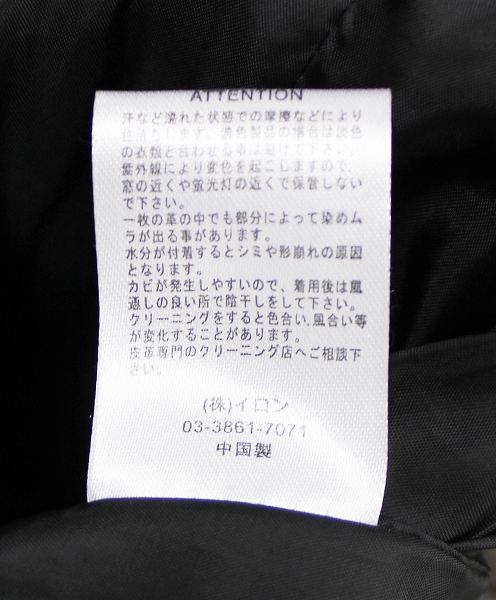 ATTENTION
汗など濡れた状態での摩擦などにより
色落ちします。濃色製品の場合は淡色
の衣類と合わせる事は避けて下さい。
紫外線により変色を起こしますので、
窓の近くや蛍光灯の近くで保管しない
で下さい。
一枚の革の中でも部分によって染めム
ラが出る事があります。
水分が付着するとシミや形崩れの原因
となります。
カビが発生しやすいので、着用後は風
通しの良い所で陰干しをして下さい。
クリーニングをすると色合い,風合い等
が変化することがあります。
皮革専門のクリーニング店へご相談下
さい。
(株)イロン
03-3861-7071
中国製